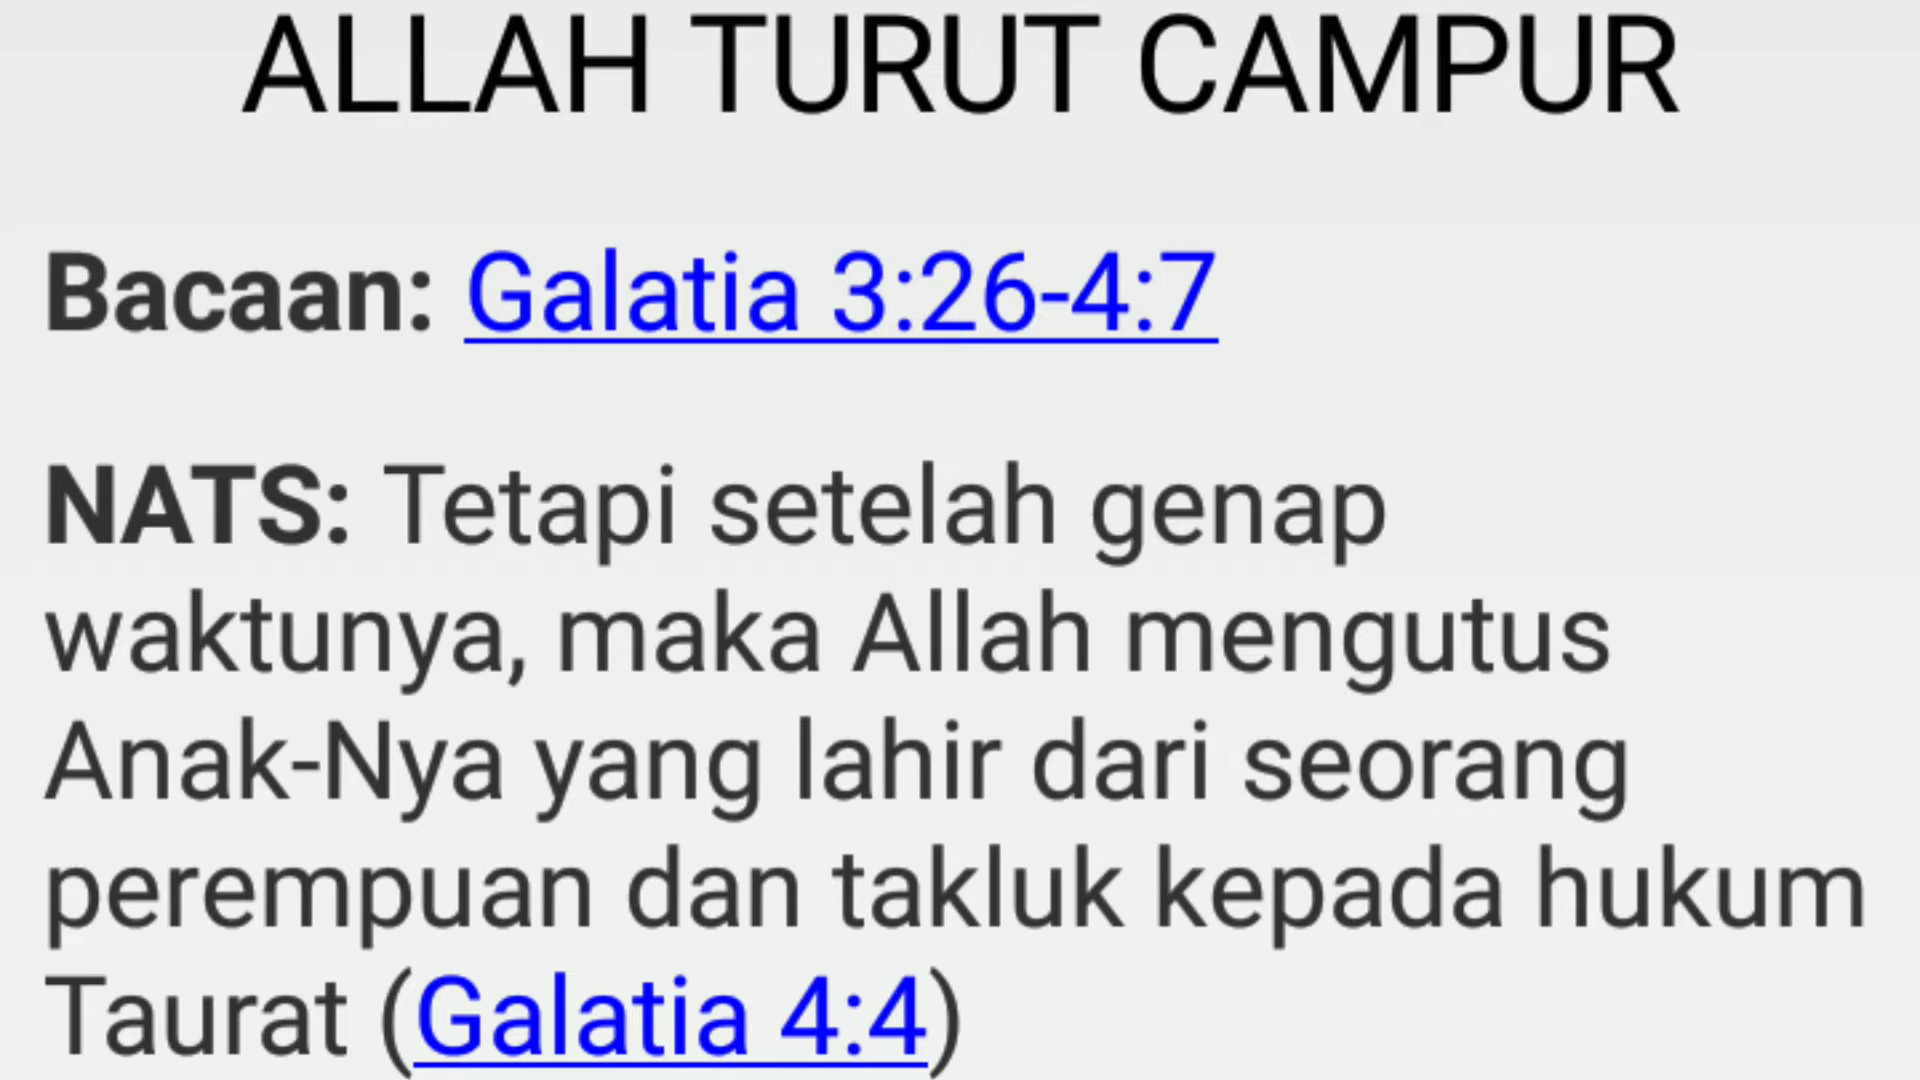 ALLAH TURUT CAMPUR
Bacaan: Galatia 3:26-4:7
NATS: Tetapi setelah genap
waktunya, maka Allah mengutus
Anak-Nya yang lahir dari seorang
perempuan dan takluk kepada hukum
Taurat (Galatia 4:4)